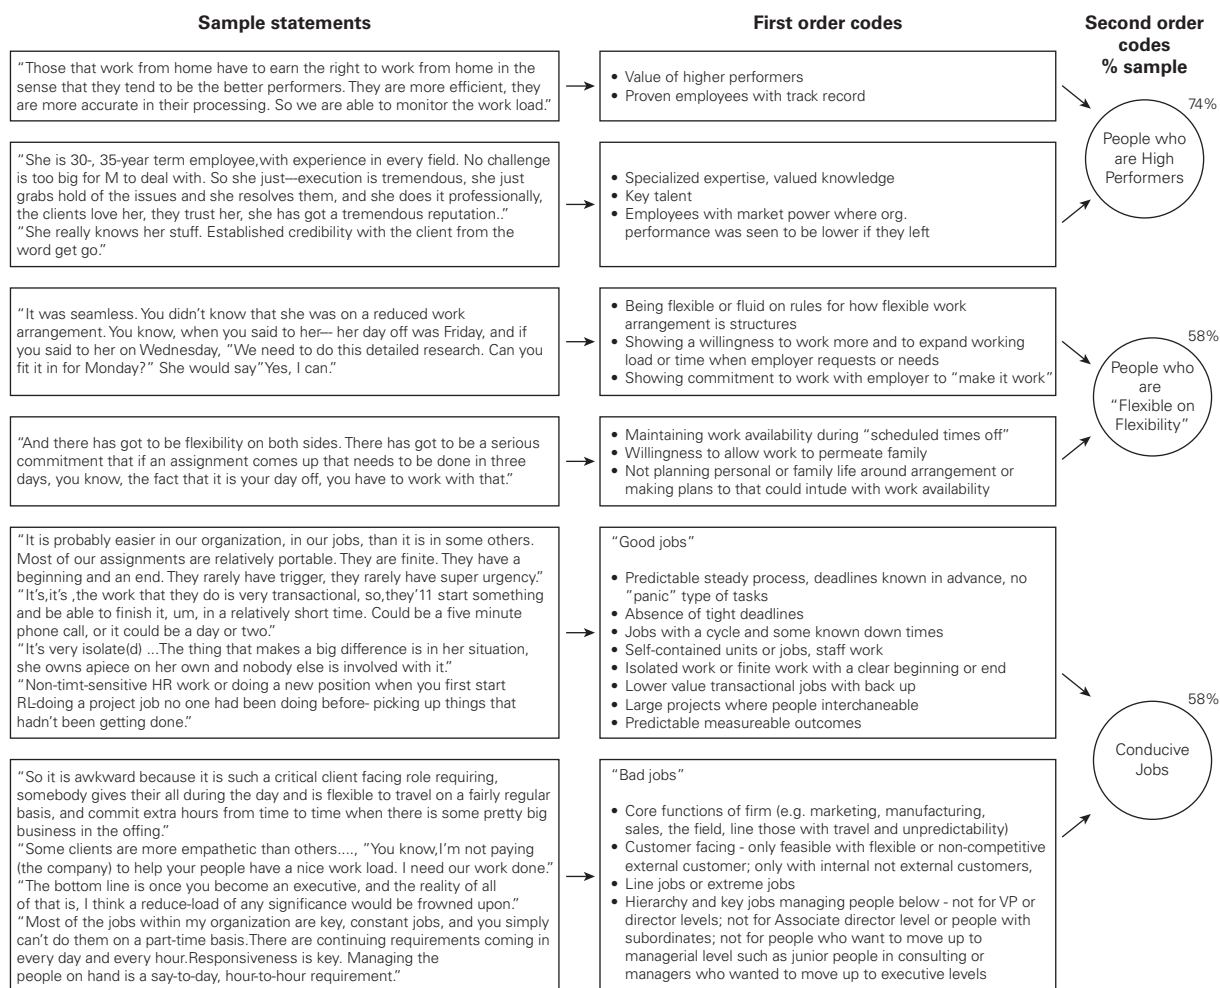 Sample statements
First order codes
Second order
codes
% sample
"Those that work from home have to earn the right to work from home in the
sense that they tend to be the better performers. They are more efficient, they
are more accurate in their processing. So we are able to monitor the work load."
• Value of higher performers
• Proven employees with track record
74%
People who
are High
Performers
"She is 30-, 35-year term employee,with experience in every field. No challenge
is too big for M to deal with. So she just---execution is tremendous, she just
grabs hold of the issues and she resolves them, and she does it professionally,
the clients love her, they trust her, she has got a tremendous reputation.."
"She really knows her stuff. Established credibility with the client from the
word get go."
• Specialized expertise, valued knowledge
• Key talent
• Employees with market power where org.
performance was seen to be lower if they left
"It was seamless. You didn't know that she was on a reduced work
arrangement. You know, when you said to her--- her day off was Friday, and if
you said to her on Wednesday, "We need to do this detailed research. Can you
fit it in for Monday?" She would say"Yes, I can."
• Being flexible or fluid on rules for how flexible work
arrangement is structures
• Showing a willingness to work more and to expand working
load or time when employer requests or needs
• Showing commitment to work with employer to "make it work"
58%
People who
are
"Flexible on
Flexibility"
"And there has got to be flexibility on both sides. There has got to be a serious
commitment that if an assignment comes up that needs to be done in three
days, you know, the fact that it is your day off, you have to work with that."
• Maintaining work availability during "scheduled times off"
• Willingness to allow work to permeate family
• Not planning personal or family life around arrangement or
making plans to that could intude with work availability
"It is probably easier in our organization, in our jobs, than it is in some others.
Most of our assignments are relatively portable. They are finite. They have a
beginning and an end. They rarely have trigger, they rarely have super urgency."
"It's,it's ,the work that they do is very transactional, so,they'11 start something
and be able to finish it, um, in a relatively short time. Could be a five minute
phone call, or it could be a day or two."
"It's very isolate(d) ...The thing that makes a big difference is in her situation,
she owns apiece on her own and nobody else is involved with it."
"Non-timt-sensitive HR work or doing a new position when you first start
RL-doing a project job no one had been doing before- picking up things that
hadn't been getting done."
"Good jobs"
• Predictable steady process, deadlines known in advance, no
"panic" type of tasks
• Absence of tight deadlines
• Jobs with a cycle and some known down times
• Self-contained units or jobs, staff work
• Isolated work or finite work with a clear beginning or end
• Lower value transactional jobs with back up
• Large projects where people interchaneable
• Predictable measureable outcomes
58%
Conducive
Jobs
"So it is awkward because it is such a critical client facing role requiring,
somebody gives their all during the day and is flexible to travel on a fairly regular
basis, and commit extra hours from time to time when there is some pretty big
business in the offing."
"Some clients are more empathetic than others...., "You know,I'm not paying
(the company) to help your people have a nice work load. I need our work done."
"The bottom line is once you become an executive, and the reality of all
of that is, I think a reduce-load of any significance would be frowned upon."
"Most of the jobs within my organization are key, constant jobs, and you simply
can't do them on a part-time basis.There are continuing requirements coming in
every day and every hour.Responsiveness is key. Managing the
people on hand is a say-to-day, hour-to-hour requirement."
"Bad jobs"
• Core functions of firm (e.g. marketing, manufacturing,
sales, the field, line those with travel and unpredictability)
• Customer facing - only feasible with flexible or non-competitive
external customer; only with internal not external customers,
• Line jobs or extreme jobs
• Hierarchy and key jobs managing people below - not for VP or
director levels; not for Associate director level or people with
subordinates; not for people who want to move up to
managerial level such as junior people in consulting or
managers who wanted to move up to executive levels